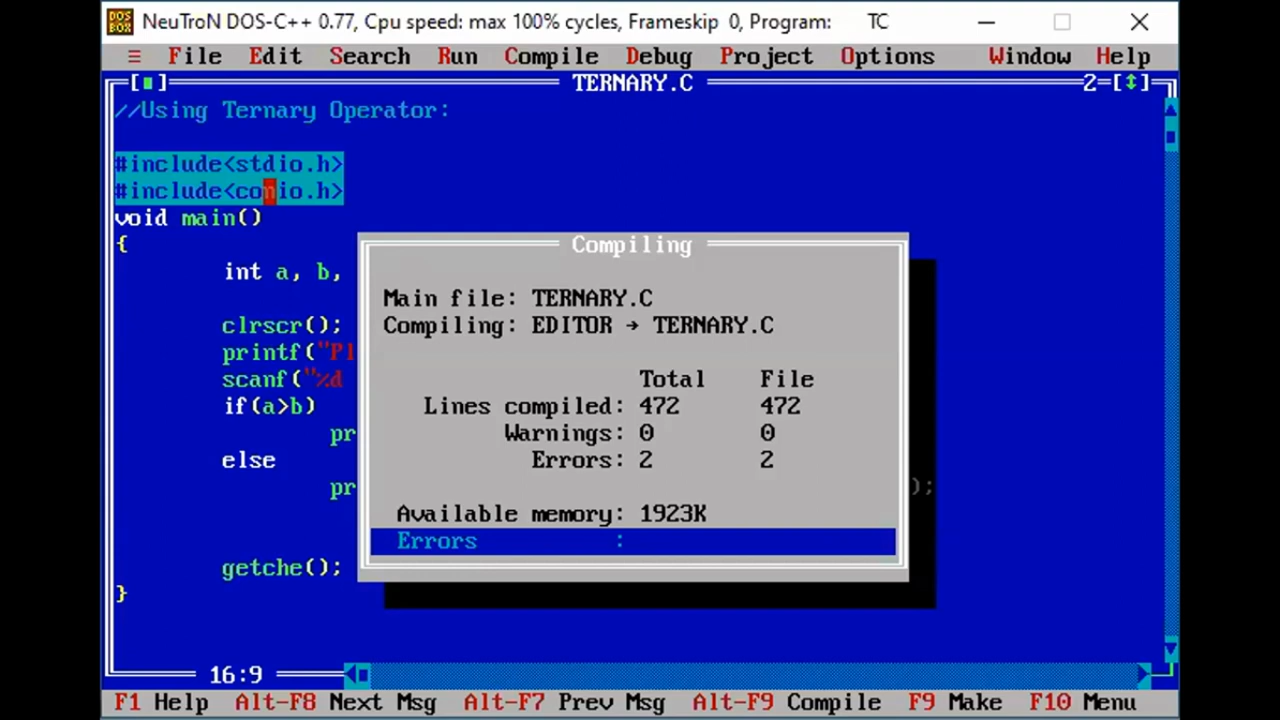 NeuTroN DOS-C++ 0.77, Cpu speed: max 100% cycles, Frameskip 0, Program: TC
≡ File Edit Search Run Compile Debug Project Options Window Help
TERNARY.C 2=[↕]
//Using Ternary Operator:
#include<stdio.h>
#include<conio.h>
void main()
{
int a, b,
clrscr();
printf("Pl
scanf("%d
if(a>b)
pr
else
pr );
getche();
}
Compiling
Main file: TERNARY.C
Compiling: EDITOR → TERNARY.C
Total File
Lines compiled: 472 472
Warnings: 0 0
Errors: 2 2
Available memory: 1923K
Errors :
16:9
F1 Help Alt-F8 Next Msg Alt-F7 Prev Msg Alt-F9 Compile F9 Make F10 Menu